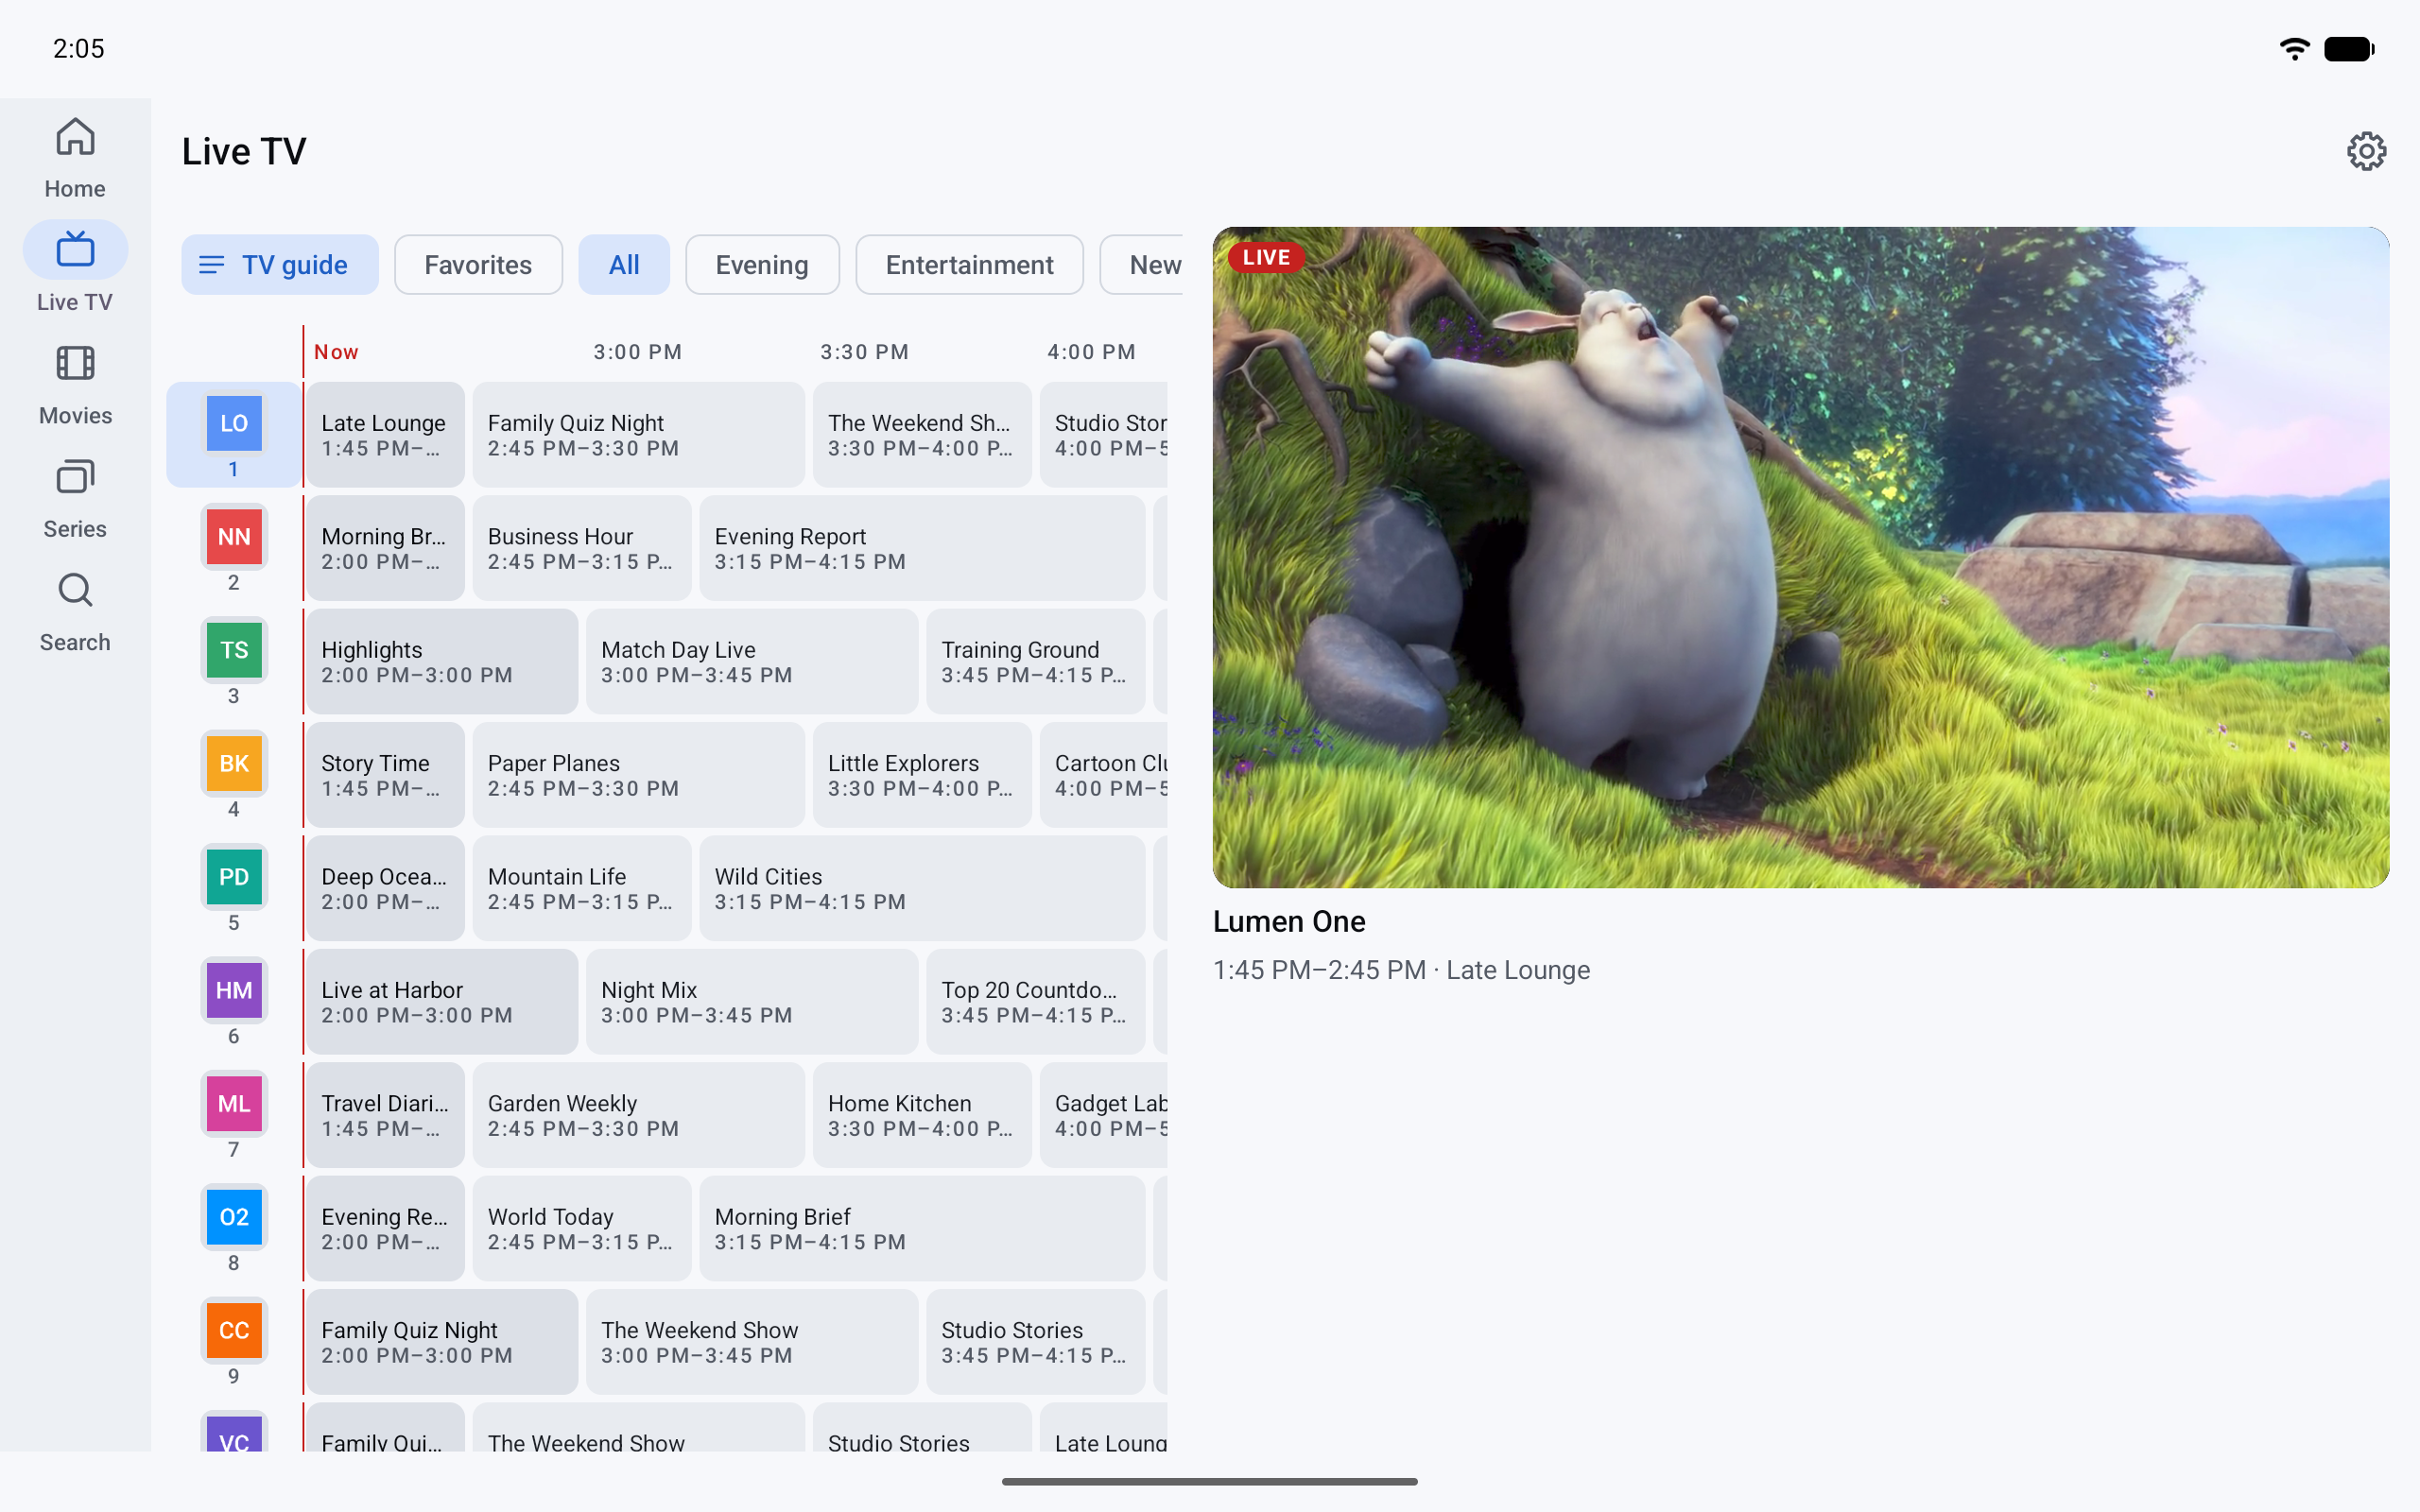 2:05
Home
Live TV
Movies
Series
Search
Live TV
TV guide
Favorites
All
Evening
Entertainment
New
Now
3:00 PM
3:30 PM
4:00 PM
LO
1
Late Lounge
1:45 PM–…
Family Quiz Night
2:45 PM–3:30 PM
The Weekend Sh…
3:30 PM–4:00 P…
Studio Stor
4:00 PM–5
NN
2
Morning Br…
2:00 PM–…
Business Hour
2:45 PM–3:15 P…
Evening Report
3:15 PM–4:15 PM
TS
3
Highlights
2:00 PM–3:00 PM
Match Day Live
3:00 PM–3:45 PM
Training Ground
3:45 PM–4:15 P…
BK
4
Story Time
1:45 PM–…
Paper Planes
2:45 PM–3:30 PM
Little Explorers
3:30 PM–4:00 P…
Cartoon Clu
4:00 PM–5
PD
5
Deep Ocea…
2:00 PM–…
Mountain Life
2:45 PM–3:15 P…
Wild Cities
3:15 PM–4:15 PM
HM
6
Live at Harbor
2:00 PM–3:00 PM
Night Mix
3:00 PM–3:45 PM
Top 20 Countdo…
3:45 PM–4:15 P…
ML
7
Travel Diari…
1:45 PM–…
Garden Weekly
2:45 PM–3:30 PM
Home Kitchen
3:30 PM–4:00 P…
Gadget Lab
4:00 PM–5
O2
8
Evening Re…
2:00 PM–…
World Today
2:45 PM–3:15 P…
Morning Brief
3:15 PM–4:15 PM
CC
9
Family Quiz Night
2:00 PM–3:00 PM
The Weekend Show
3:00 PM–3:45 PM
Studio Stories
3:45 PM–4:15 P…
VC
Family Qui…
The Weekend Show
Studio Stories
Late Loung
LIVE
Lumen One
1:45 PM–2:45 PM · Late Lounge